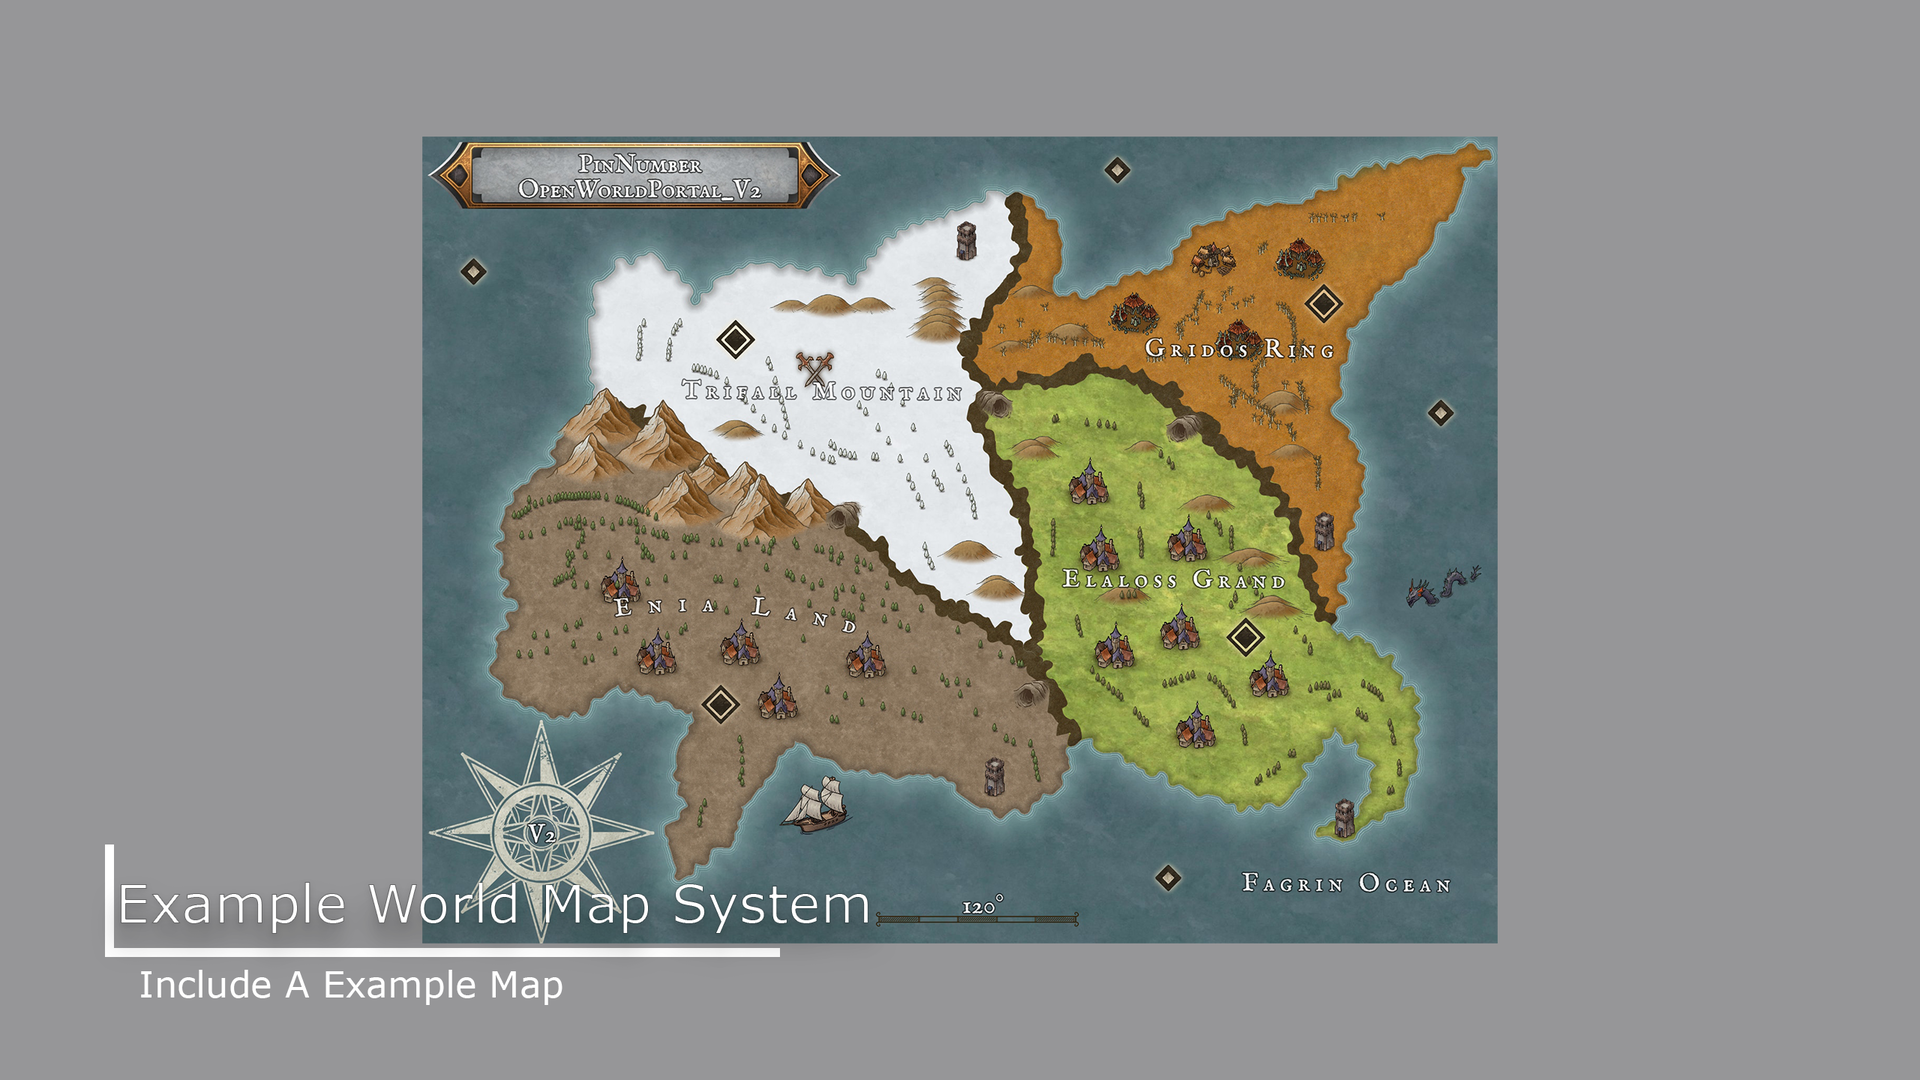 PinNumber
OpenWorldPortal_V2
Gridos Ring
Trifall Mountain
Elaloss Grand
Enia Land
V2
Fagrin Ocean
120°
Example World Map System
Include A Example Map